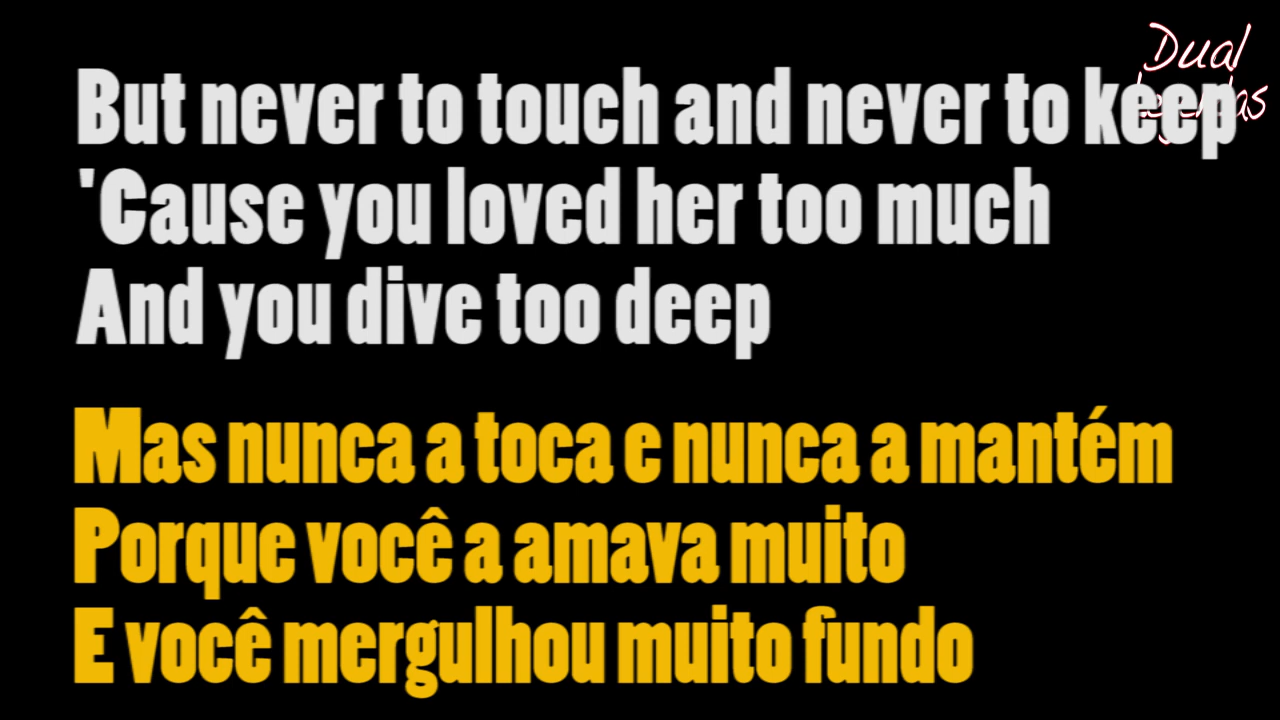 Dual
But never to touch and never to keep
'Cause you loved her too much
And you dive too deep
Mas nunca a toca e nunca a mantém
Porque você a amava muito
E você mergulhou muito fundo